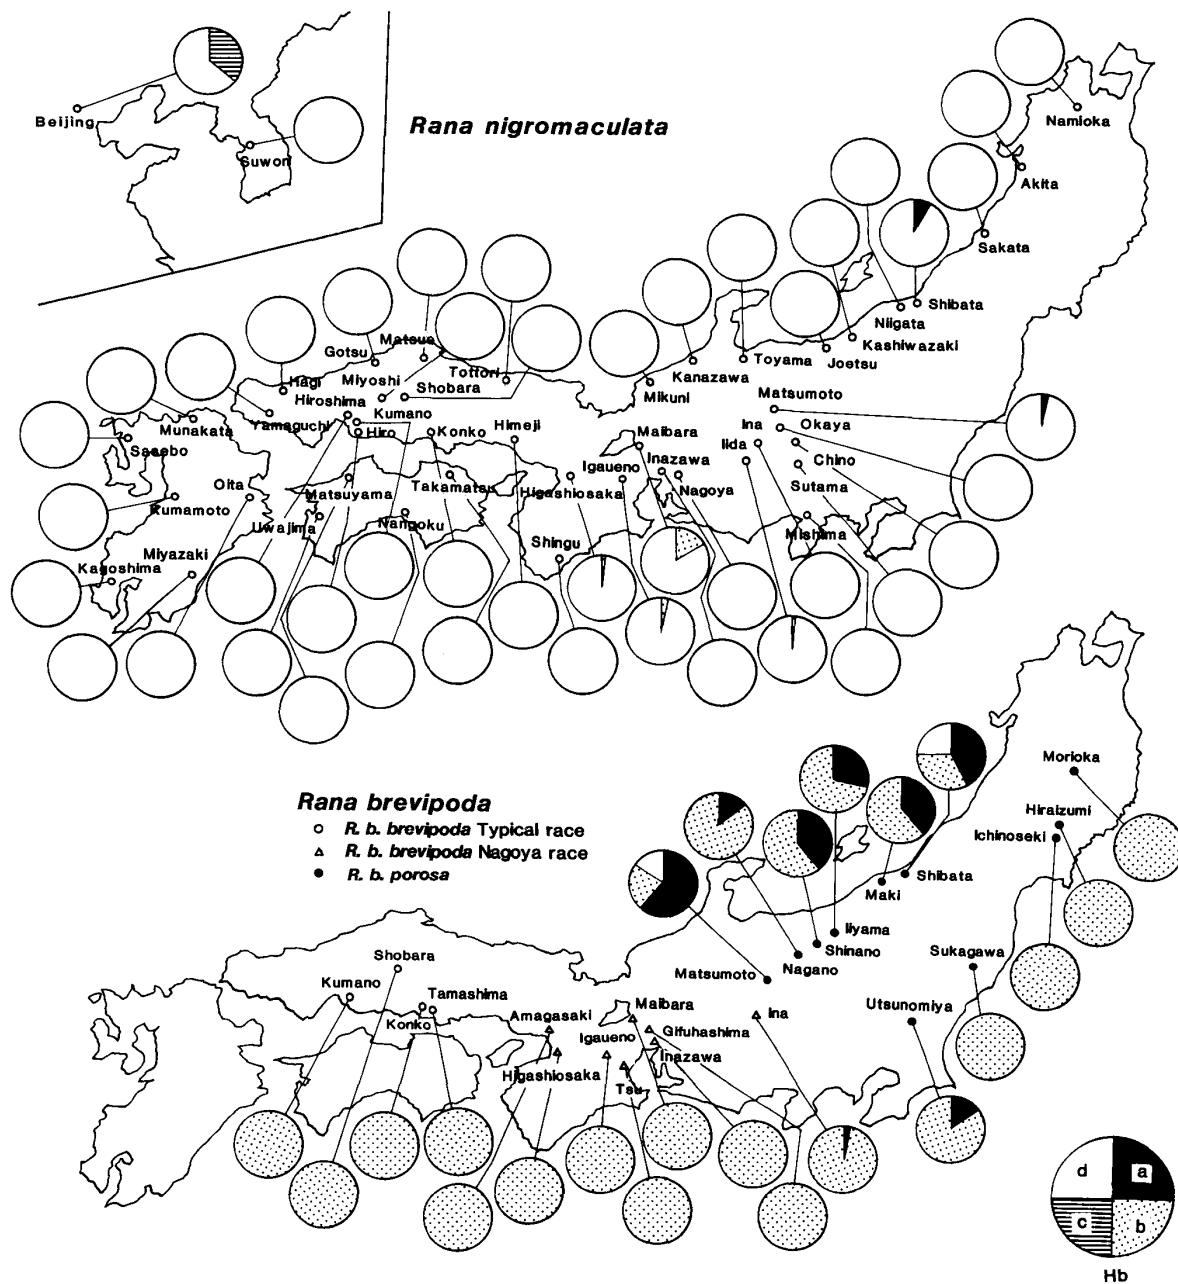 Beijing
Suwon
Rana nigromaculata
Namioka
Akita
Sakata
Shibata
Niigata
Kashiwazaki
Joetsu
Toyama
Kanazawa
Mikuni
Matsue
Gotsu
Tottori
Hagi
Miyoshi
Shobara
Hiroshima
Kumano
Yamaguchi
Hiro
Konko
Himeji
Munakata
Sasebo
Matsumoto
Ina
Okaya
Iida
Chino
Sutama
Maibara
Inazawa
Igaueno
Nagoya
Higashiosaka
Oita
Matsuyama
Takamatsu
Kumamoto
Uwajima
Nangoku
Mishima
Miyazaki
Shingu
Kagoshima
Rana brevipoda
R. b. brevipoda Typical race
R. b. brevipoda Nagoya race
R. b. porosa
Morioka
Hiraizumi
Ichinoseki
Shibata
Maki
Iiyama
Shinano
Nagano
Sukagawa
Matsumoto
Utsunomiya
Shobara
Kumano
Tamashima
Konko
Amagasaki
Maibara
Ina
Igaueno
Gifuhashima
Inazawa
Higashiosaka
Tsu
d a
c b
Hb